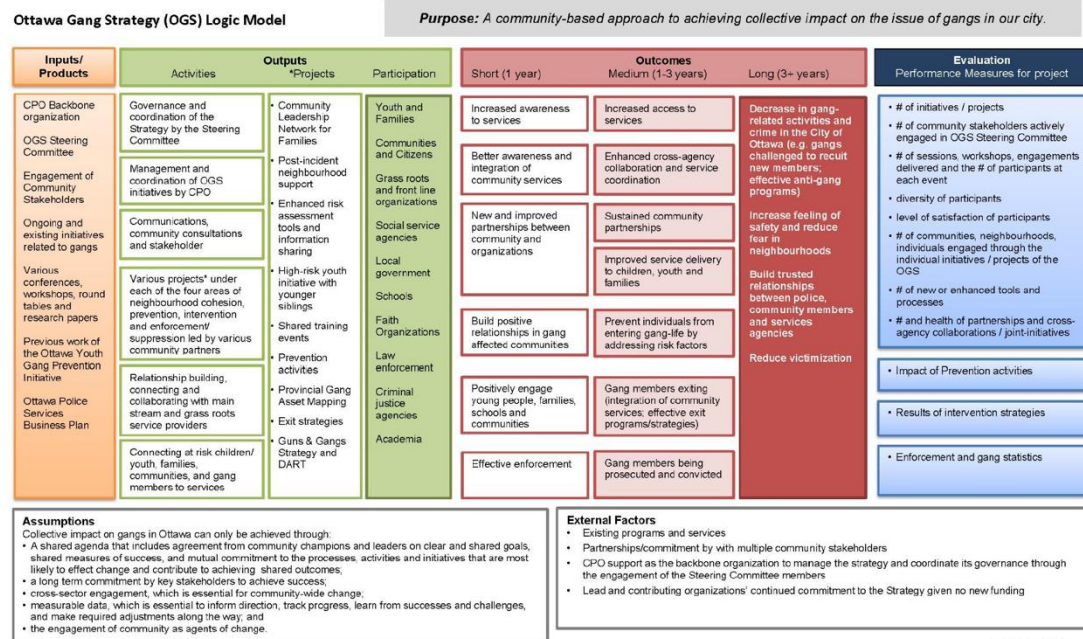 Ottawa Gang Strategy (OGS) Logic Model
Purpose: A community-based approach to achieving collective impact on the issue of gangs in our city.
Inputs/
Products
CPO Backbone
organization
OGS Steering
Committee
Engagement of
Community
Stakeholders
Ongoing and
existing initiatives
related to gangs
Various
conferences,
workshops, round
tables and
research papers
Previous work of
the Ottawa Youth
Gang Prevention
Initiative
Ottawa Police
Services
Business Plan
Outputs
Activities
*Projects
Participation
Governance and
coordination of the
Strategy by the Steering
Committee
Management and
coordination of OGS
initiatives by CPO
Communications,
community consultations
and stakeholder
Various projects* under
each of the four areas of
neighbourhood cohesion,
prevention, intervention
and enforcement/
suppression led by various
community partners
Relationship building,
connecting and
collaborating with main
stream and grass roots
service providers
Connecting at risk children/
youth, families,
communities, and gang
members to services
• Community
Leadership
Network for
Families
• Post-incident
neighbourhood
support
• Enhanced risk
assessment
tools and
information
sharing
• High-risk youth
initiative with
younger
siblings
• Shared training
events
• Prevention
activities
• Provincial Gang
Asset Mapping
• Exit strategies
• Guns & Gangs
Strategy and
DART
Youth and
Families
Communities
and Citizens
Grass roots
and front line
organizations
Social service
agencies
Local
government
Schools
Faith
Organizations
Law
enforcement
Criminal
justice
agencies
Academia
Outcomes
Short (1 year)
Medium (1-3 years)
Long (3+ years)
Increased awareness
to services
Better awareness and
integration of
community services
New and improved
partnerships between
community and
organizations
Build positive
relationships in gang
affected communities
Positively engage
young people, families,
schools and
communities
Effective enforcement
Increased access to
services
Enhanced cross-agency
collaboration and service
coordination
Sustained community
partnerships
Improved service delivery
to children, youth and
families
Prevent individuals from
entering gang-life by
addressing risk factors
Gang members exiting
(integration of community
services; effective exit
programs/strategies)
Gang members being
prosecuted and convicted
Decrease in gang-
related activities and
crime in the City of
Ottawa (e.g. gangs
challenged to recuit
new members;
effective anti-gang
programs)
Increase feeling of
safety and reduce
fear in
neighbourhoods
Build trusted
relationships
between police,
community members
and services
agencies
Reduce victimization
Evaluation
Performance Measures for project
• # of initiatives / projects
• # of community stakeholders actively
engaged in OGS Steering Committee
• # of sessions, workshops, engagements
delivered and the # of participants at
each event
• diversity of participants
• level of satisfaction of participants
• # of communities, neighbourhoods,
individuals engaged through the
individual initiatives / projects of the
OGS
• # of new or enhanced tools and
processes
• # and health of partnerships and cross-
agency collaborations / joint-initiatives
• Impact of Prevention activities
• Results of intervention strategies
• Enforcement and gang statistics
Assumptions
Collective impact on gangs in Ottawa can only be achieved through:
• A shared agenda that includes agreement from community champions and leaders on clear and shared goals,
shared measures of success, and mutual commitment to the processes, activities and initiatives that are most
likely to effect change and contribute to achieving shared outcomes;
• a long term commitment by key stakeholders to achieve success;
• cross-sector engagement, which is essential for community-wide change;
• measurable data, which is essential to inform direction, track progress, learn from successes and challenges,
and make required adjustments along the way; and
• the engagement of community as agents of change.
External Factors
• Existing programs and services
• Partnerships/commitment by with multiple community stakeholders
• CPO support as the backbone organization to manage the strategy and coordinate its governance through
the engagement of the Steering Committee members
• Lead and contributing organizations' continued commitment to the Strategy given no new funding